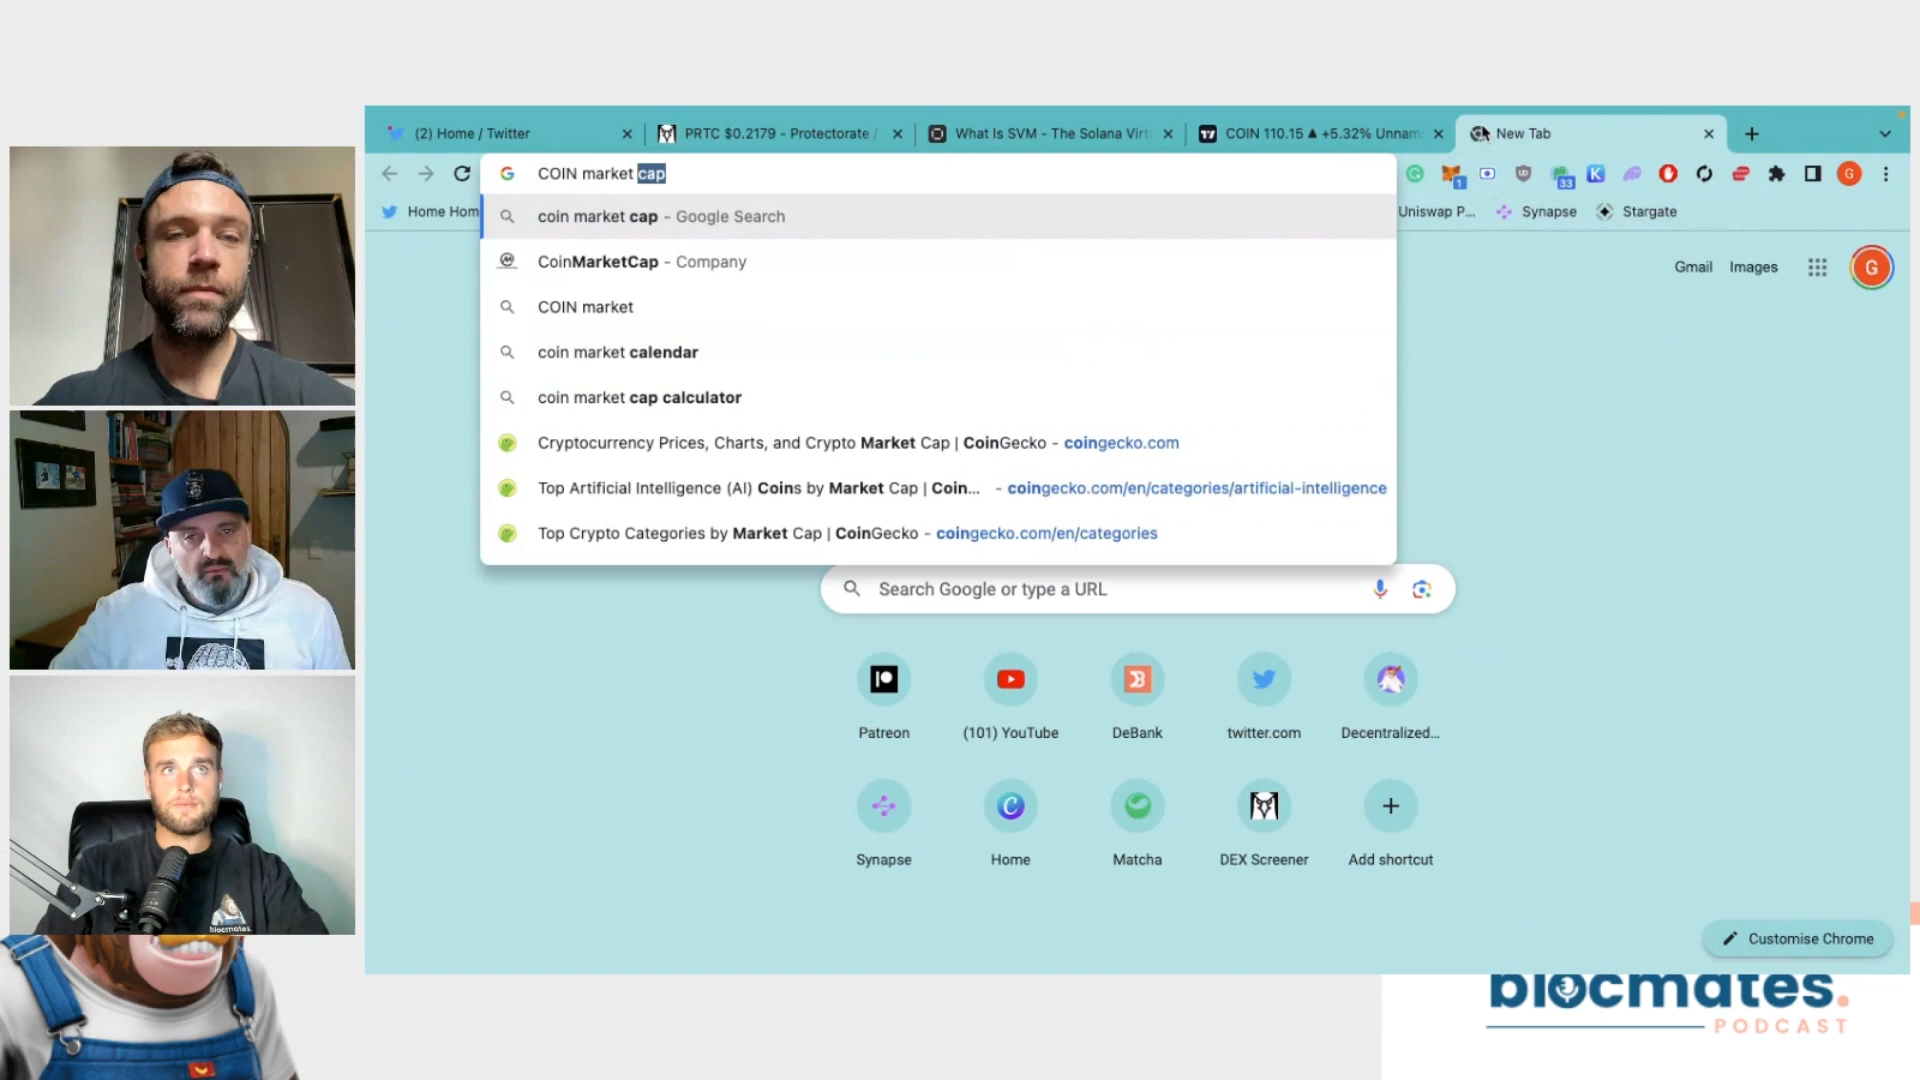 (2) Home / Twitter
PRTC $0.2179 - Protectorate /
What Is SVM - The Solana Virt
COIN 110.15 ▲ +5.32% Unnam
New Tab
COIN market cap
1
33
G
Home Hom
Uniswap P...
Synapse
Stargate
coin market cap - Google Search
CoinMarketCap - Company
COIN market
coin market calendar
coin market cap calculator
Cryptocurrency Prices, Charts, and Crypto Market Cap | CoinGecko - coingecko.com
Top Artificial Intelligence (AI) Coins by Market Cap | Coin... - coingecko.com/en/categories/artificial-intelligence
Top Crypto Categories by Market Cap | CoinGecko - coingecko.com/en/categories
Gmail
Images
G
Search Google or type a URL
Patreon
(101) YouTube
DeBank
twitter.com
Decentralized...
Synapse
Home
Matcha
DEX Screener
Add shortcut
Customise Chrome
blocmates.
blocmates.
PODCAST